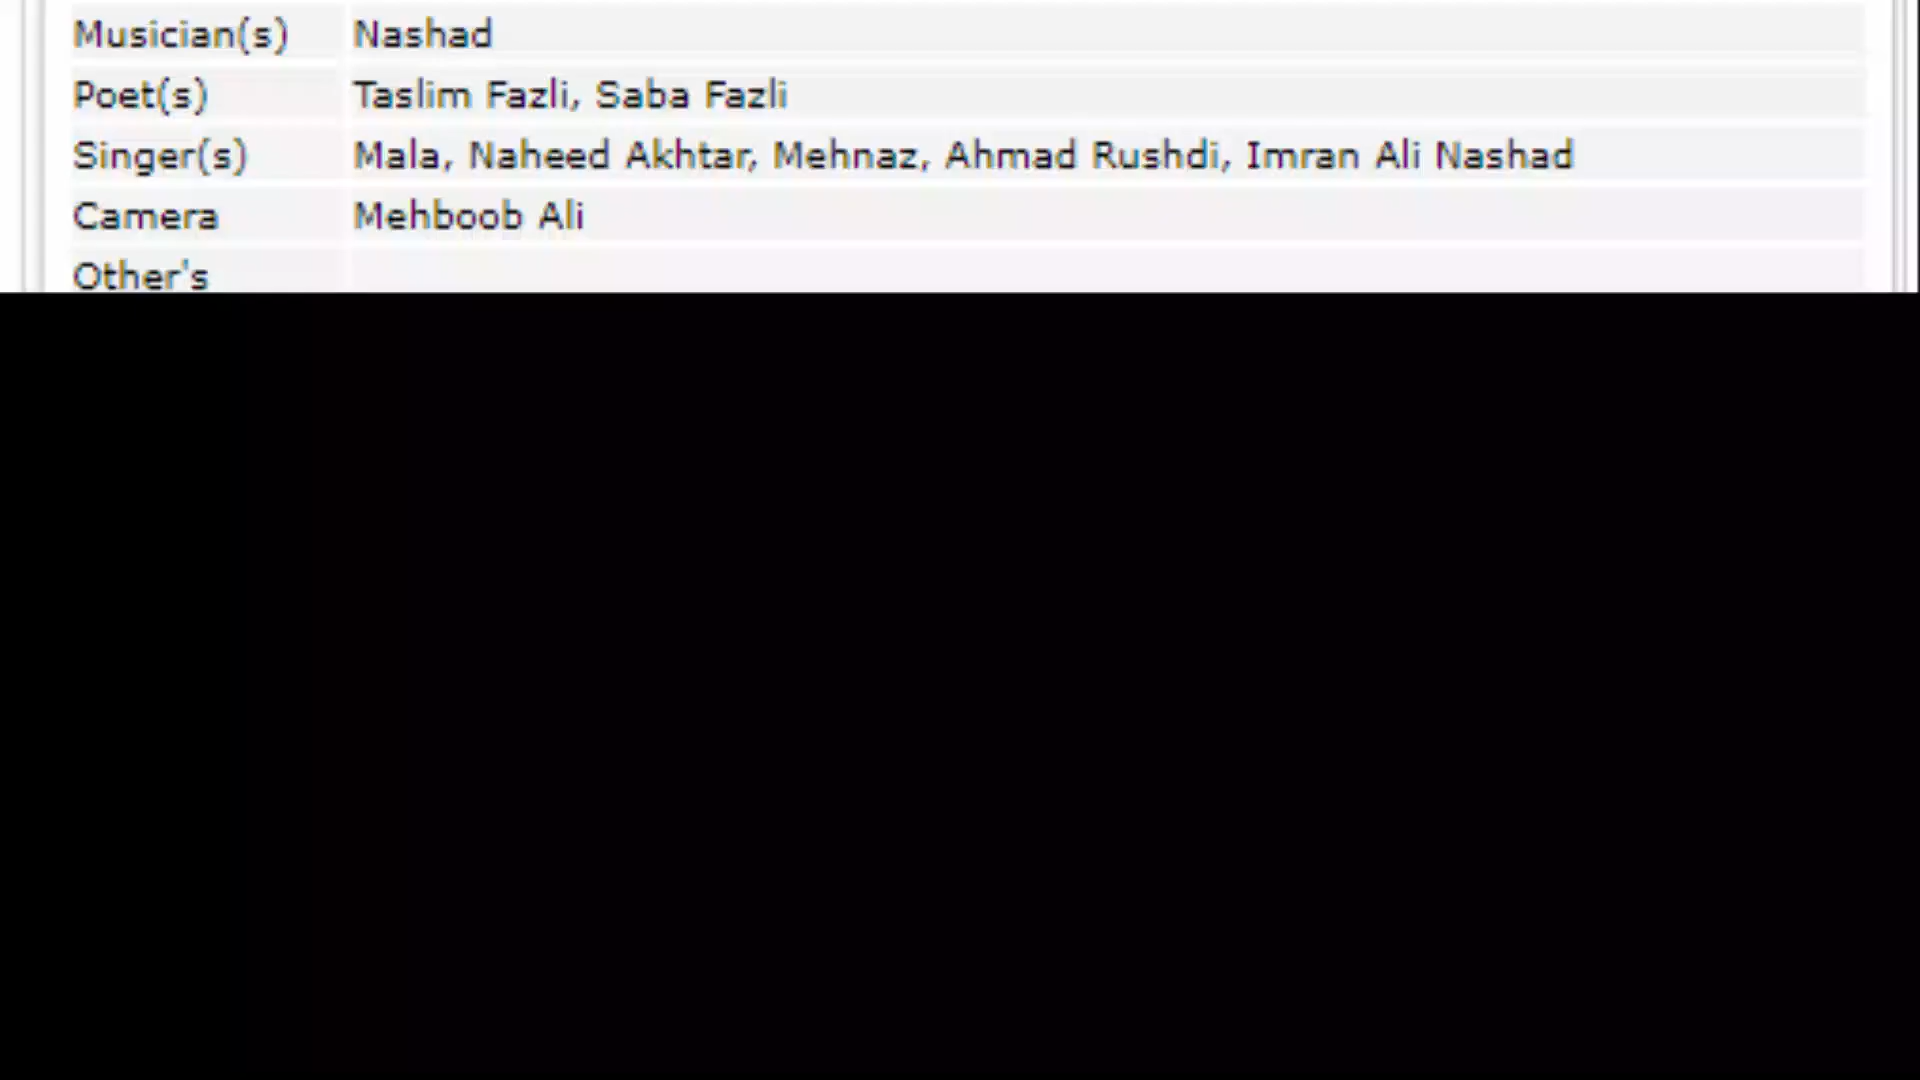 Musician(s) Nashad
Poet(s) Taslim Fazli, Saba Fazli
Singer(s) Mala, Naheed Akhtar, Mehnaz, Ahmad Rushdi, Imran Ali Nashad
Camera Mehboob Ali
Other's